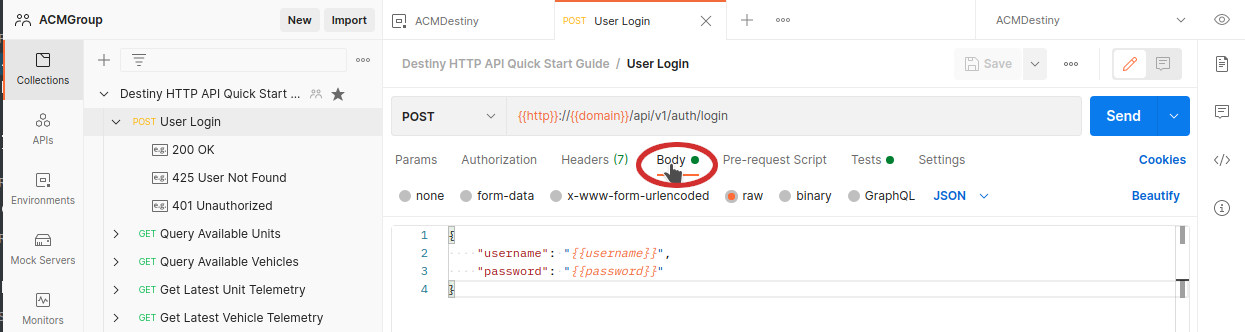 ACMGroup
New
Import
ACMDestiny
POST User Login
ACMDestiny
Collections
APIs
Environments
Mock Servers
Monitors
Destiny HTTP API Quick Start ...
POST User Login
e.g. 200 OK
e.g. 425 User Not Found
e.g. 401 Unauthorized
GET Query Available Units
GET Query Available Vehicles
GET Get Latest Unit Telemetry
GET Get Latest Vehicle Telemetry
Destiny HTTP API Quick Start Guide / User Login
Save
POST
{{http}}://{{domain}}/api/v1/auth/login
Send
Params Authorization Headers (7) Body Pre-request Script Tests Settings Cookies
none form-data x-www-form-urlencoded raw binary GraphQL JSON Beautify
1 {
2 "username": "{{username}}",
3 "password": "{{password}}"
4 }